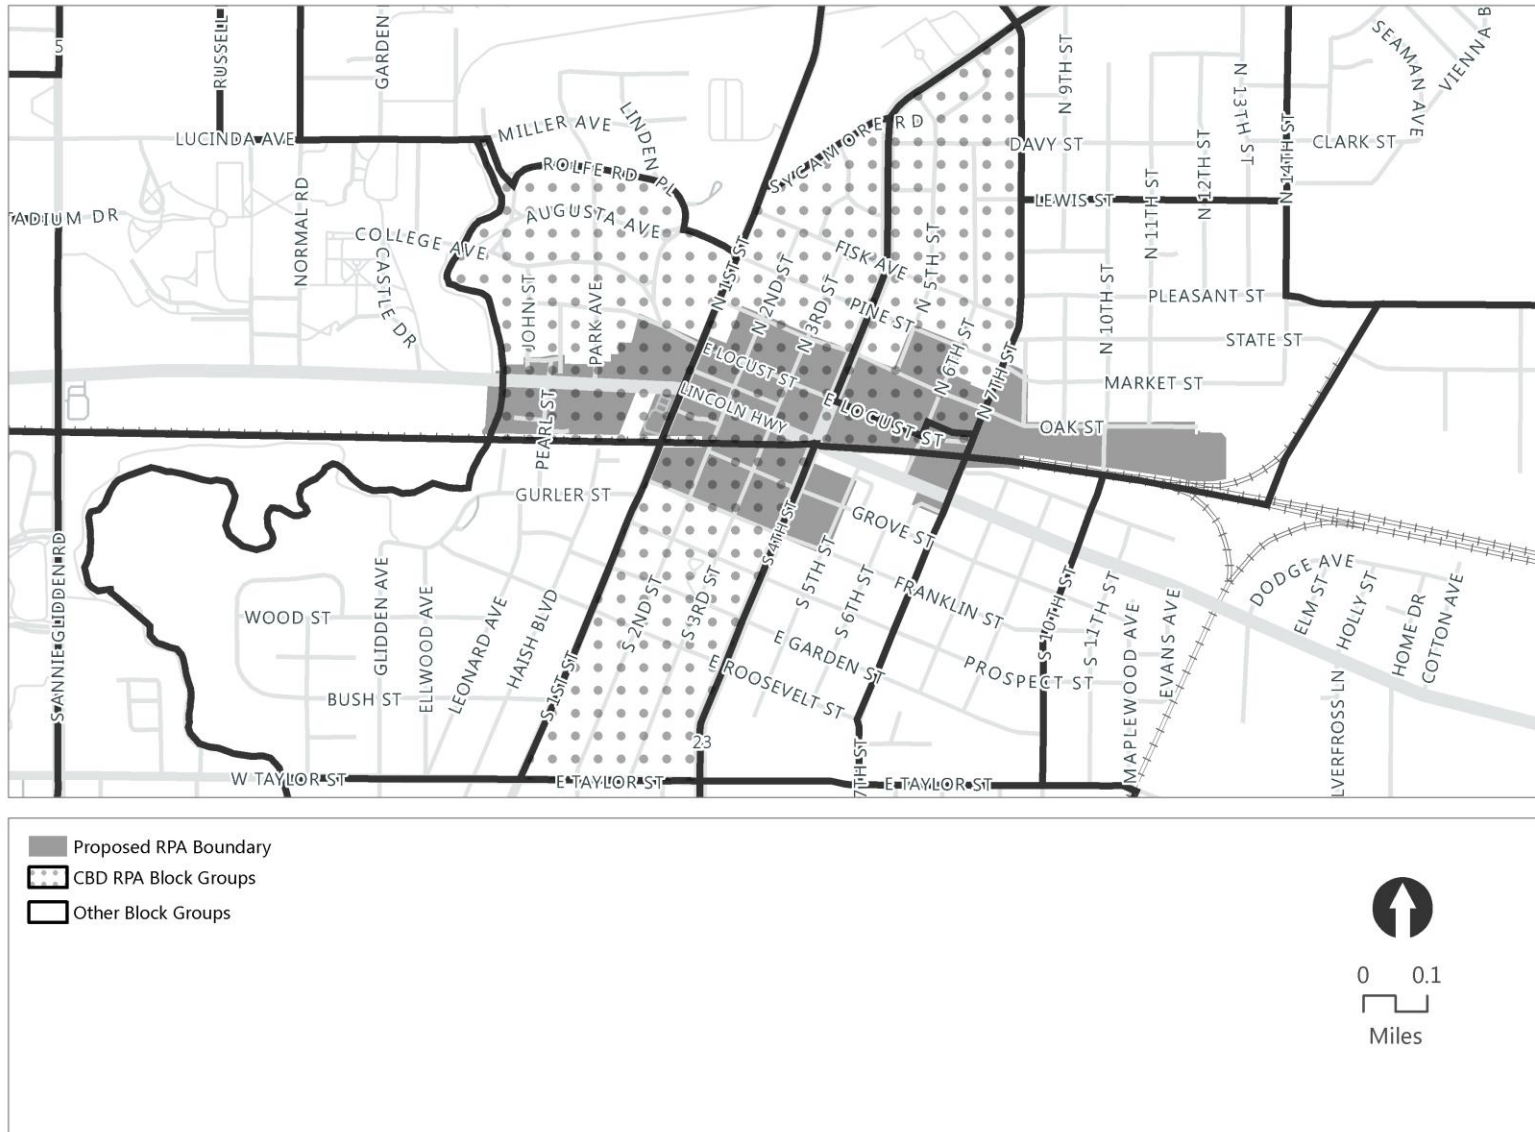 5
RUSSELL
GARDEN
N 9TH ST
N 13TH ST
SEAMAN AVE
VIENNA B
LUCINDA AVE
MILLER AVE
LINDEN PL
SYCAMORE RD
DAVY ST
N 12TH ST
N 14TH ST
CLARK ST
ROLFE RD
TADIUM DR
NORMAL RD
AUGUSTA AVE
LEWIS ST
N 11TH ST
COLLEGE AVE
CASTLE DR
N 1ST ST
N 2ND ST
N 3RD ST
FISK AVE
N 5TH ST
N 10TH ST
PLEASANT ST
JOHN ST
PARK AVE
PINE ST
N 6TH ST
STATE ST
E LOCUST ST
N 7TH ST
MARKET ST
LINCOLN HWY
E LOCUST ST
OAK ST
PEARL ST
GURLER ST
S 4TH ST
GROVE ST
S ANNIE GLIDDEN RD
S 5TH ST
S 6TH ST
FRANKLIN ST
S 10TH ST
S 11TH ST
DODGE AVE
ELM ST
HOLLY ST
HOME DR
COTTON AVE
WOOD ST
GLIDDEN AVE
ELLWOOD AVE
LEONARD AVE
HAISH BLVD
S 2ND ST
S 3RD ST
E GARDEN ST
MAPLEWOOD AVE
EVANS AVE
E ROOSEVELT ST
PROSPECT ST
BUSH ST
S 1ST ST
LVERFROSS LN
23
W TAYLOR ST
E TAYLOR ST
7TH ST
E TAYLOR ST
Proposed RPA Boundary
CBD RPA Block Groups
Other Block Groups
0 0.1
Miles